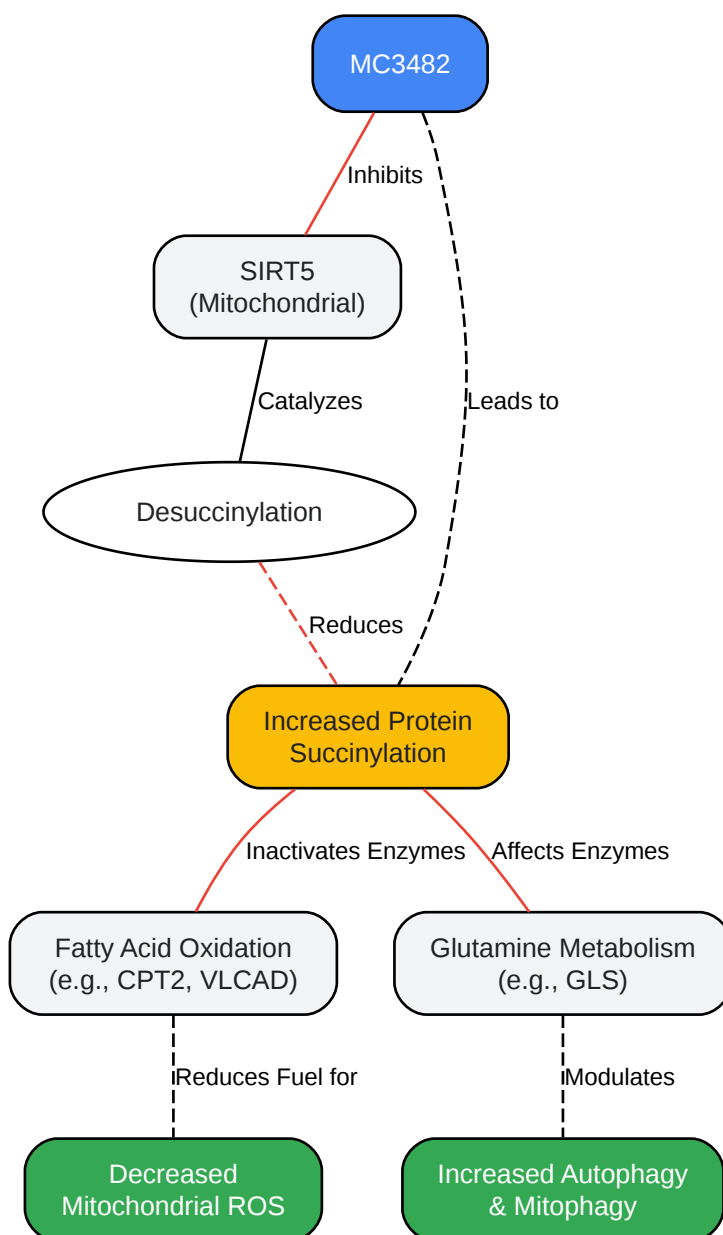 MC3482
Inhibits
SIRT5
(Mitochondrial)
Catalyzes
Leads to
Desuccinylation
Reduces
Increased Protein
Succinylation
Inactivates Enzymes
Affects Enzymes
Fatty Acid Oxidation
(e.g., CPT2, VLCAD)
Glutamine Metabolism
(e.g., GLS)
Reduces Fuel for
Modulates
Decreased
Mitochondrial ROS
Increased Autophagy
& Mitophagy